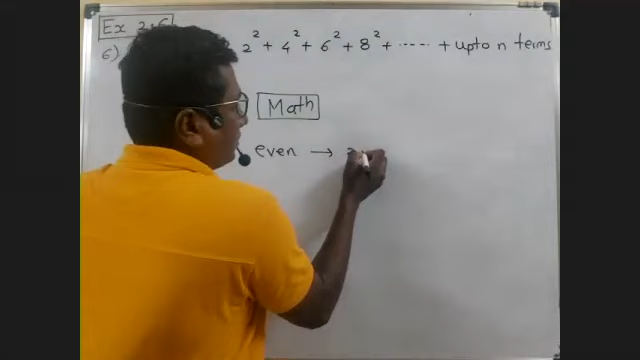 Ex 2.6
6) 2² + 4² + 6² + 8² + ..... + upto n terms
Math
even →